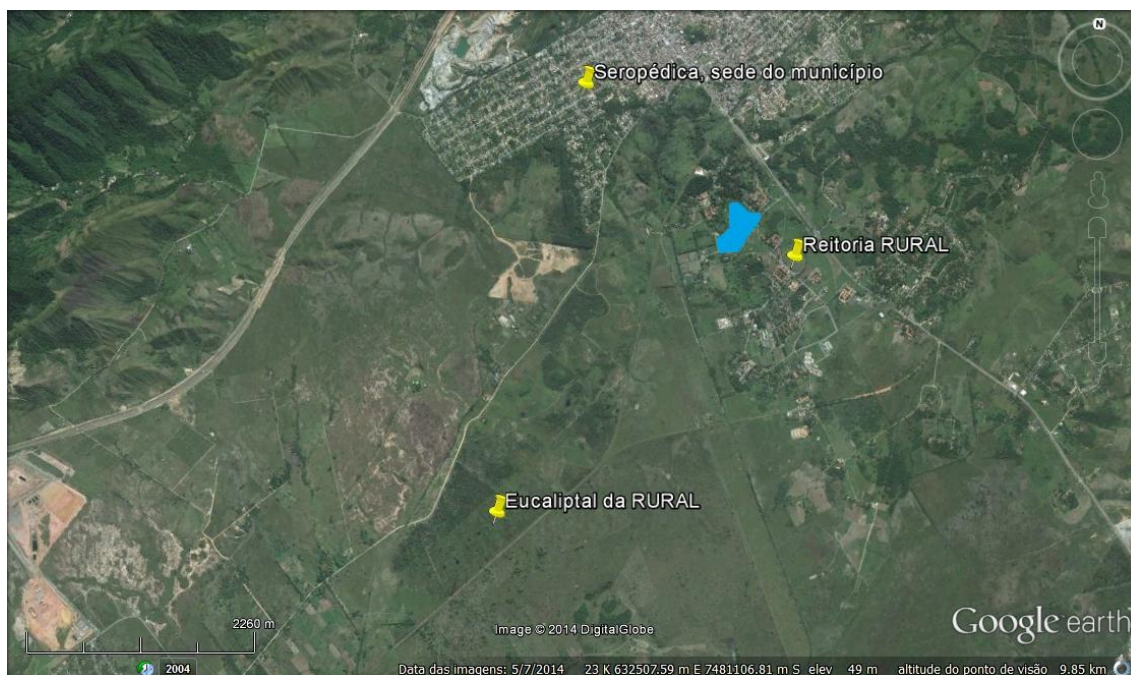 N
Seropédica, sede do município
Reitoria RURAL
Eucaliptal da RURAL
2260 m
Image © 2014 DigitalGlobe
Google earth
2004
Data das imagens: 5/7/2014 23 K 632507.59 m E 7481106.81 m S elev 49 m altitude do ponto de visão 9.85 km